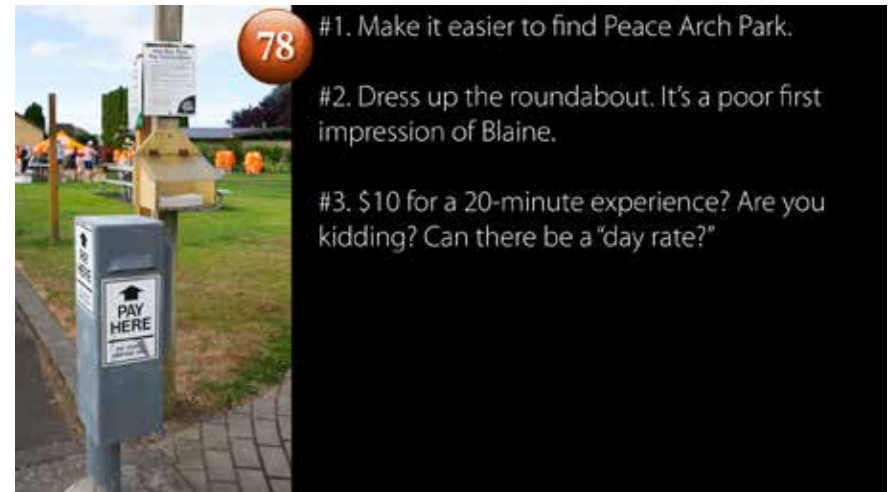 78
#1. Make it easier to find Peace Arch Park.
#2. Dress up the roundabout. It's a poor first
impression of Blaine.
#3. $10 for a 20-minute experience? Are you
kidding? Can there be a "day rate?"
PAY
HERE
PAY
HERE